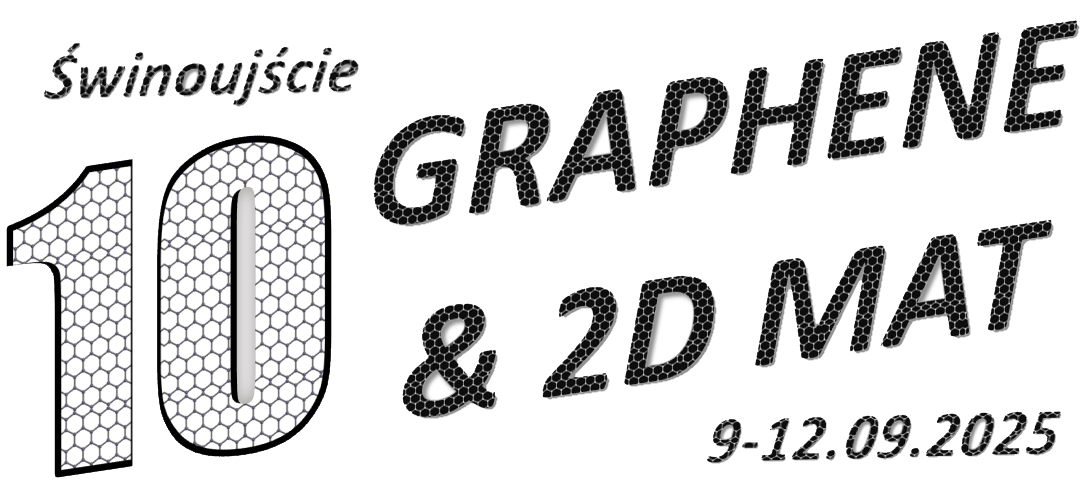 Świnoujście
10
GRAPHENE
& 2D MAT
9-12.09.2025